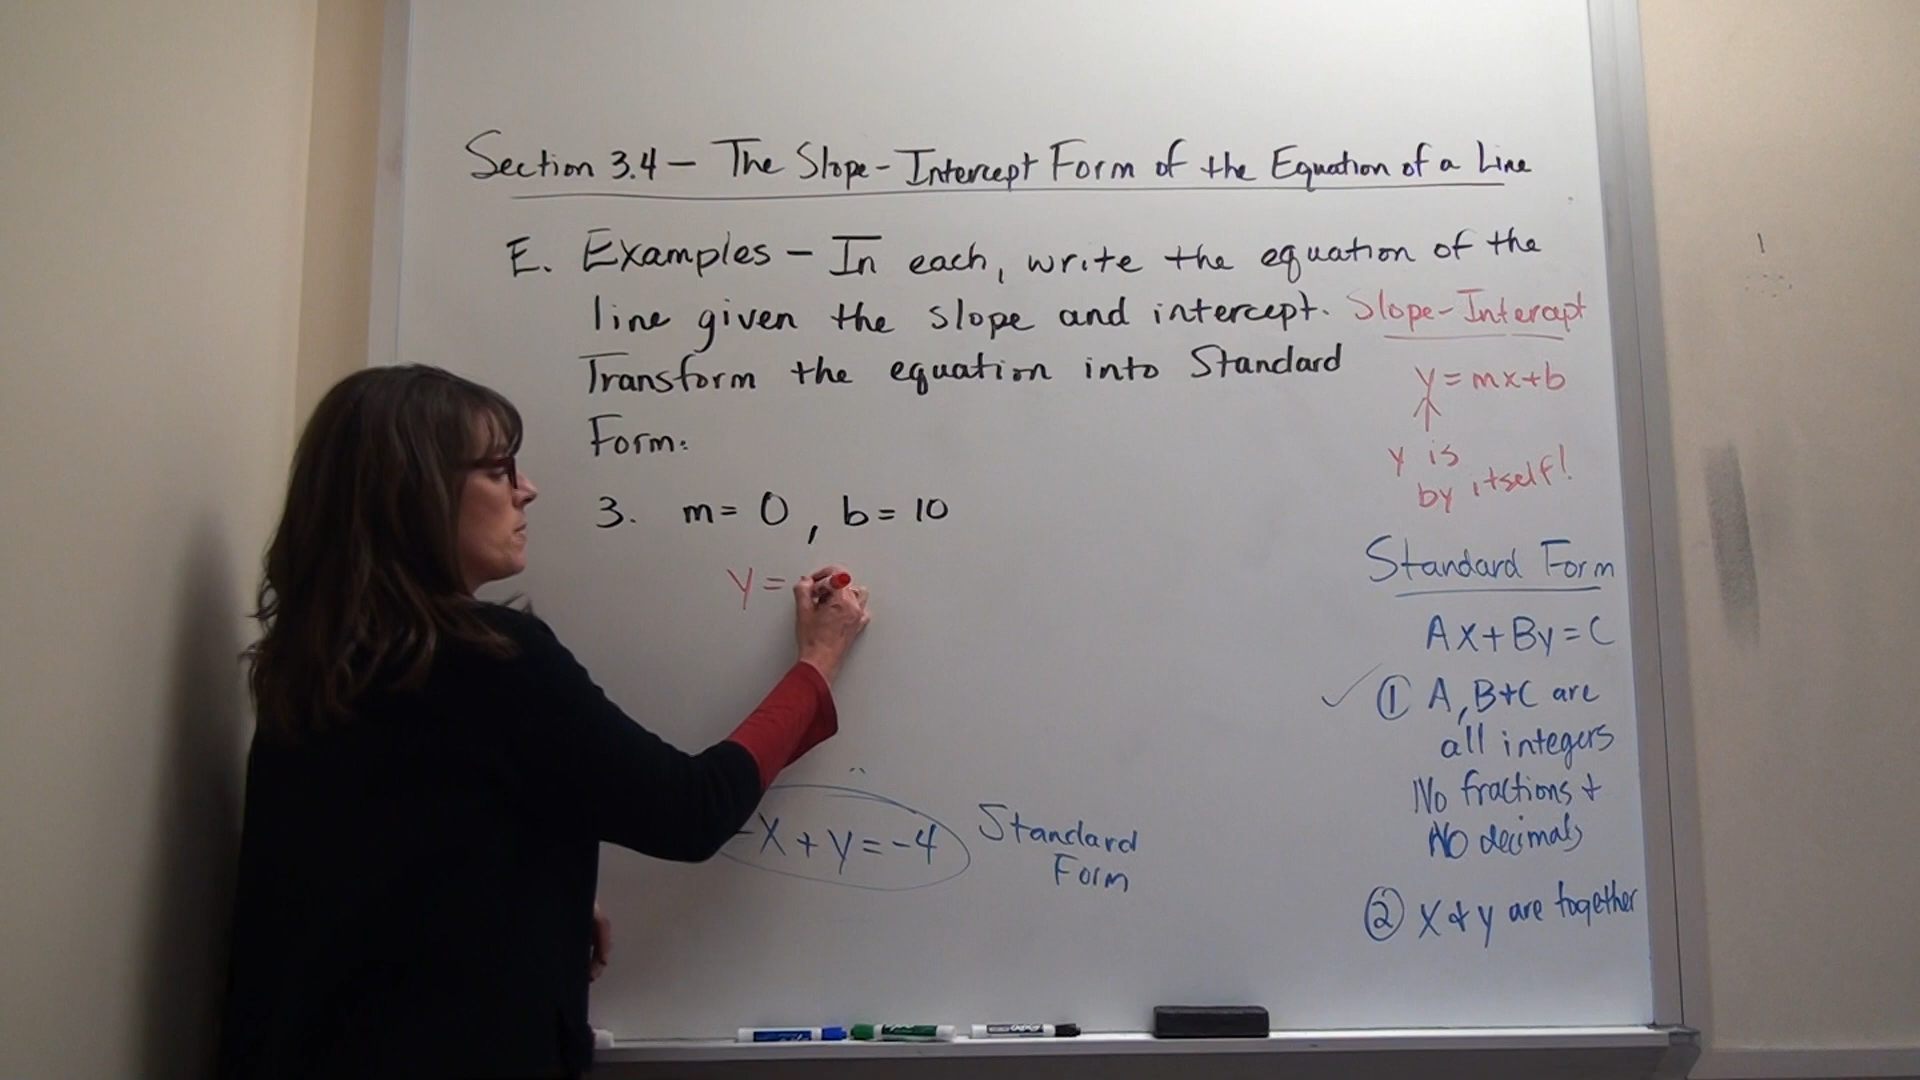 Section 3.4 – The Slope-Intercept Form of the Equation of a Line
E. Examples – In each, write the equation of the
line given the slope and intercept.
Transform the equation into Standard
Form:
3. m = 0, b = 10
y =
-x + y = -4
Standard
Form
Slope-Intercept
y = mx + b
y is
by itself!
Standard Form
Ax + By = C
✓ ① A, B + C are
all integers
No fractions +
No decimals
② x & y are together